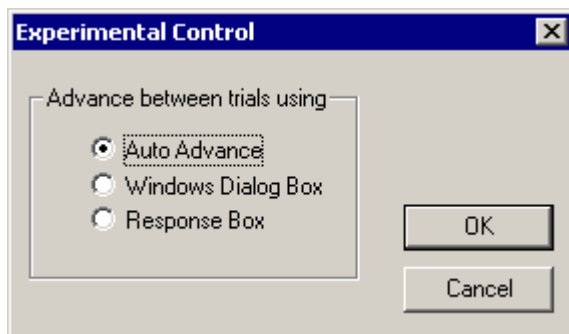 Experimental Control
Advance between trials using
Auto Advance
Windows Dialog Box
Response Box
OK
Cancel